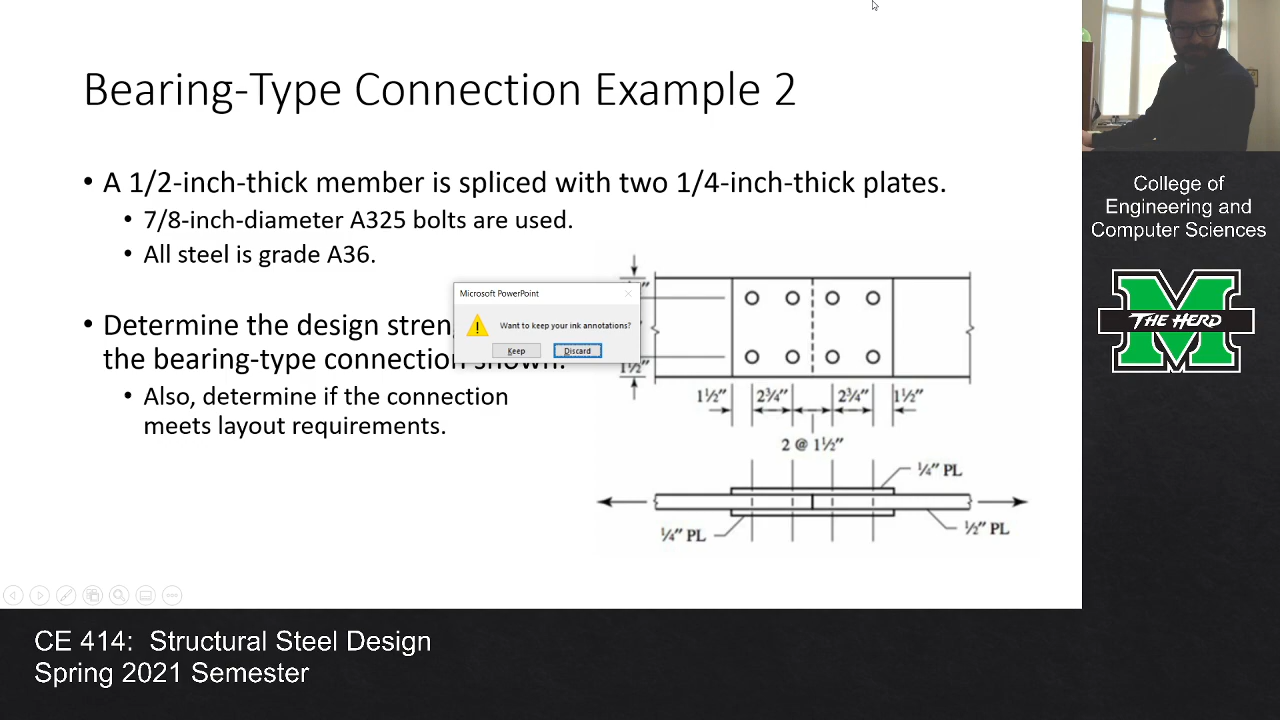 Bearing-Type Connection Example 2
• A 1/2-inch-thick member is spliced with two 1/4-inch-thick plates.
• 7/8-inch-diameter A325 bolts are used.
• All steel is grade A36.
• Determine the design
the bearing-type connection shown.
• Also, determine if the connection
meets layout requirements.
Microsoft PowerPoint
Want to keep your ink annotations?
Keep
Discard
1½"
1½" 2¾" 2¾" 1½"
2 @ 1½"
¼" PL
¼" PL
½" PL
College of
Engineering and
Computer Sciences
THE HERD
CE 414: Structural Steel Design
Spring 2021 Semester